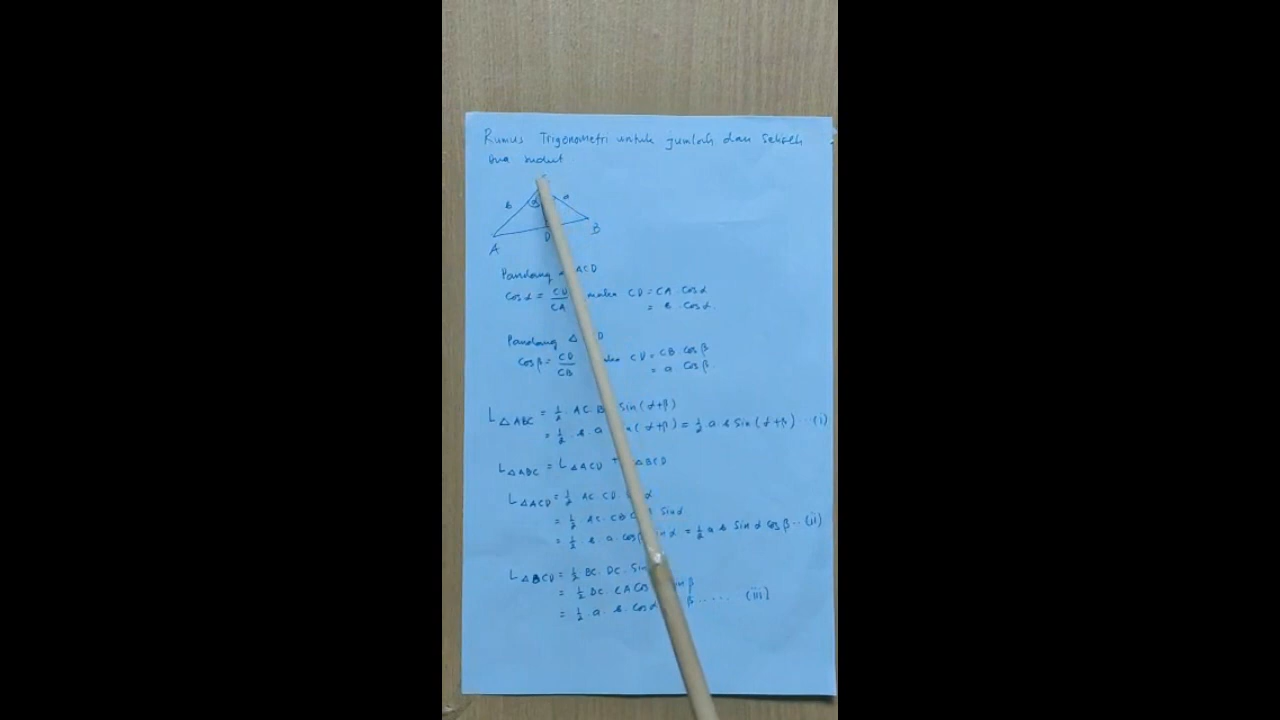 Rumus Trigonometri untuk jumlah dan selisih
dua sudut
b a
A D B
Pandang ACD
cos α = CD/CA maka CD = CA . cos α
= b . cos α.
Pandang △ D
cos β = CD/CB CD = CB . cos β
= a cos β.
L △ABC = 1/2 . AC . B Sin (α+β)
= 1/2 . b . a (α+β) = 1/2 a . b Sin (α+β) ... (i)
L △ABC = L △ACD + △BCD
L △ACD = 1/2 AC . CD . α
= 1/2 . AC . CB Sin α
= 1/2 . b . a . cos β Sin α = 1/2 a b Sin α cos β ... (ii)
L △BCD = 1/2 . BC . DC . Sin
= 1/2 BC . CA cos Sin β
= 1/2 . a . b . cos α β ...... (iii)